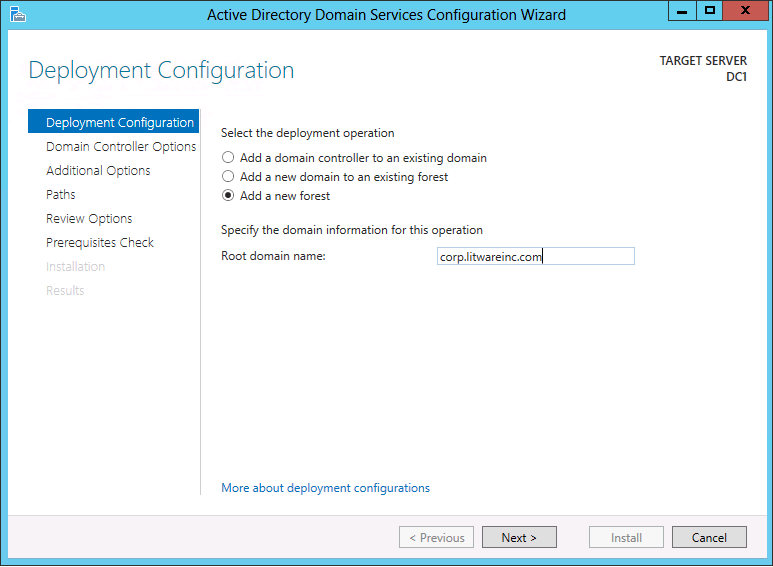 Active Directory Domain Services Configuration Wizard
Deployment Configuration
TARGET SERVER
DC1
Deployment Configuration
Domain Controller Options
Additional Options
Paths
Review Options
Prerequisites Check
Installation
Results
Select the deployment operation
Add a domain controller to an existing domain
Add a new domain to an existing forest
Add a new forest
Specify the domain information for this operation
Root domain name: corp.litwareinc.com
More about deployment configurations
< Previous Next > Install Cancel